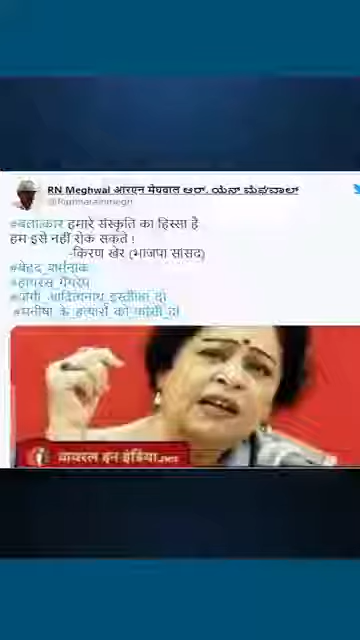 RN Meghwal आरएन मेघवाल ಆರ್. ಯೆನ್ ಮೆಘವಾಲ್
#बलात्कार हमारे संस्कृति का हिस्सा है
हम इसे नहीं रोक सकते !
-किरण खेर (भाजपा सांसद)
#बेहद_शर्मनाक
#हाथरस_गैंगरेप
#योगी_आदित्यनाथ_इस्तीफा_दो
#मनीषा_के_हत्यारों_को_फांसी_दो
वायरल इन इंडिया.net